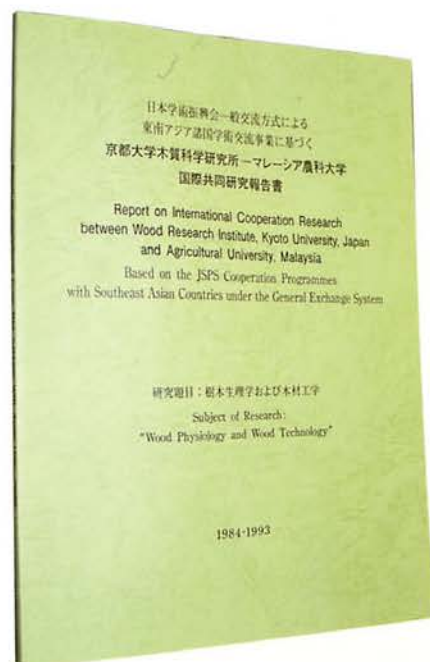 日本学術振興会一般交流方式による
東南アジア諸国学術交流事業に基づく
京都大学木質科学研究所ーマレーシア農科大学
国際共同研究報告書
Report on International Cooperation Research
between Wood Research Institute, Kyoto University, Japan
and Agricultural University, Malaysia
Based on the JSPS Cooperation Programmes
with Southeast Asian Countries under the General Exchange System
研究題目：樹木生理学および木材工学
Subject of Research:
"Wood Physiology and Wood Technology"
1984-1993